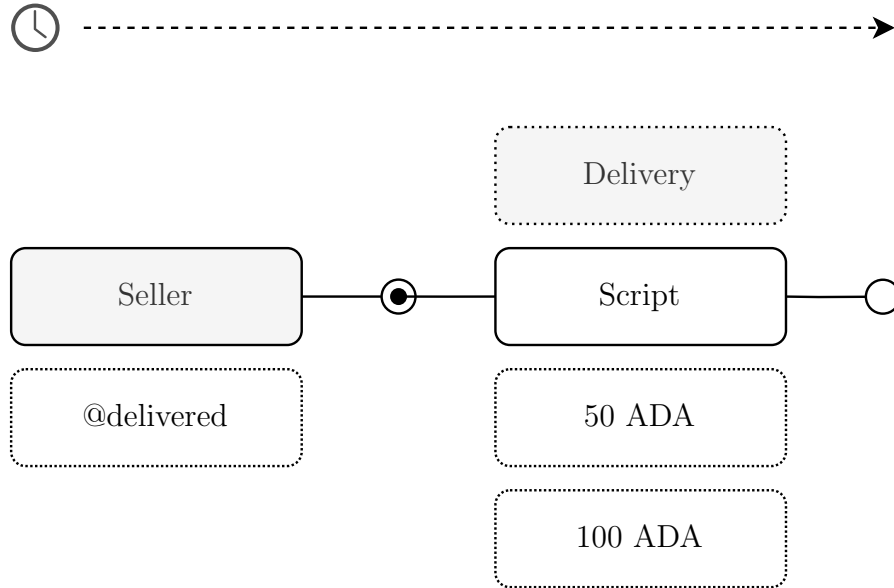 Delivery
Seller
Script
@delivered
50 ADA
100 ADA